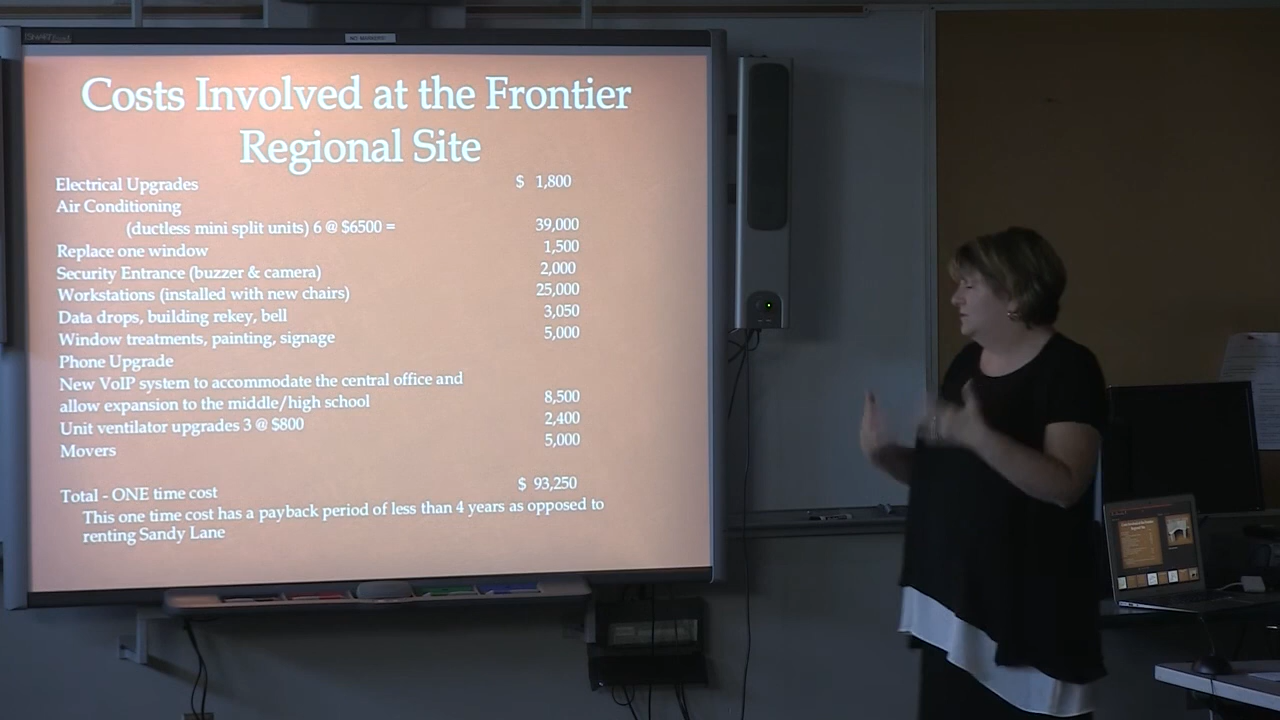 Costs Involved at the Frontier
Regional Site
Electrical Upgrades $ 1,800
Air Conditioning
(ductless mini split units) 6 @ $6500 = 39,000
Replace one window 1,500
Security Entrance (buzzer & camera) 2,000
Workstations (installed with new chairs) 25,000
Data drops, building rekey, bell 3,050
Window treatments, painting, signage 5,000
Phone Upgrade
New VoIP system to accommodate the central office and
allow expansion to the middle/high school 8,500
Unit ventilator upgrades 3 @ $800 2,400
Movers 5,000
Total - ONE time cost $ 93,250
This one time cost has a payback period of less than 4 years as opposed to
renting Sandy Lane